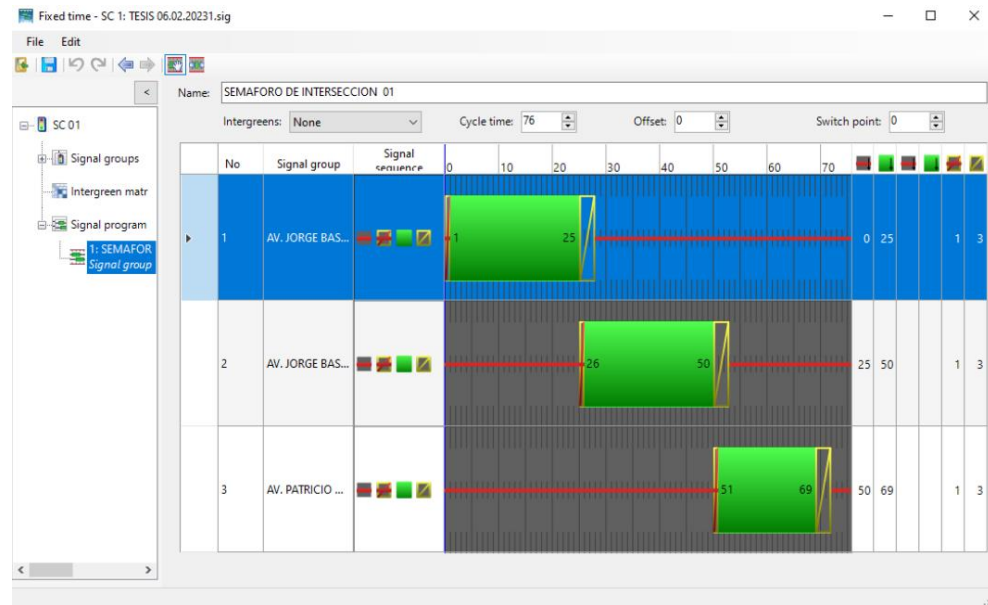 Fixed time - SC 1: TESIS 06.02.20231.sig
File Edit
<
Name: SEMAFORO DE INTERSECCION 01
Intergreens: None Cycle time: 76 Offset: 0 Switch point: 0
SC 01
Signal groups
Intergreen matr
Signal program
1: SEMAFOR
Signal group
No Signal group Signal sequence 0 10 20 30 40 50 60 70
1 AV. JORGE BAS... 1 25 0 25 1 3
2 AV. JORGE BAS... 26 50 25 50 1 3
3 AV. PATRICIO ... 51 69 50 69 1 3
< >